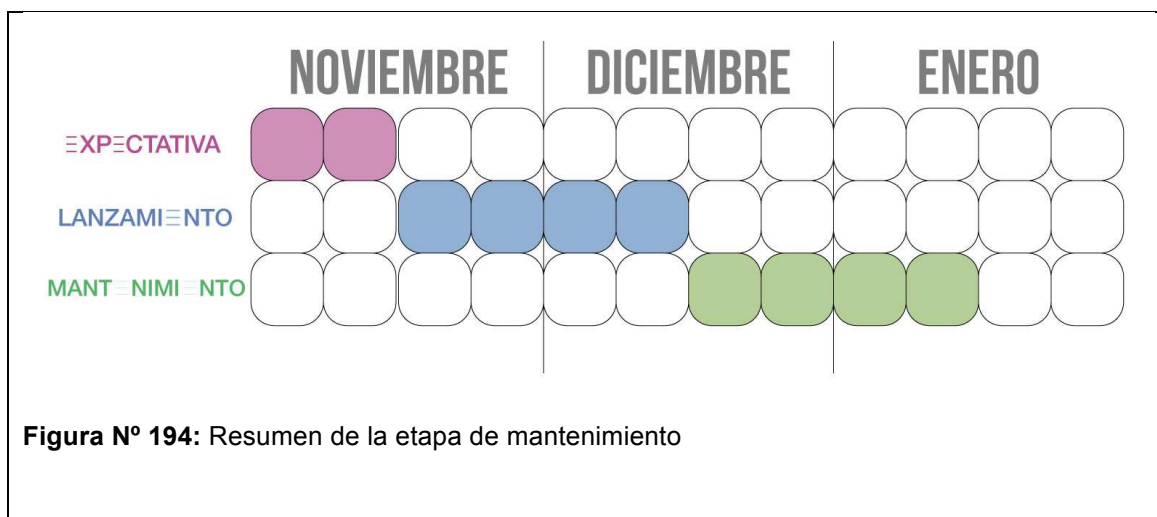 NOVIEMBRE DICIEMBRE ENERO
EXPECTATIVA
LANZAMIENTO
MANTENIMIENTO
Figura Nº 194: Resumen de la etapa de mantenimiento